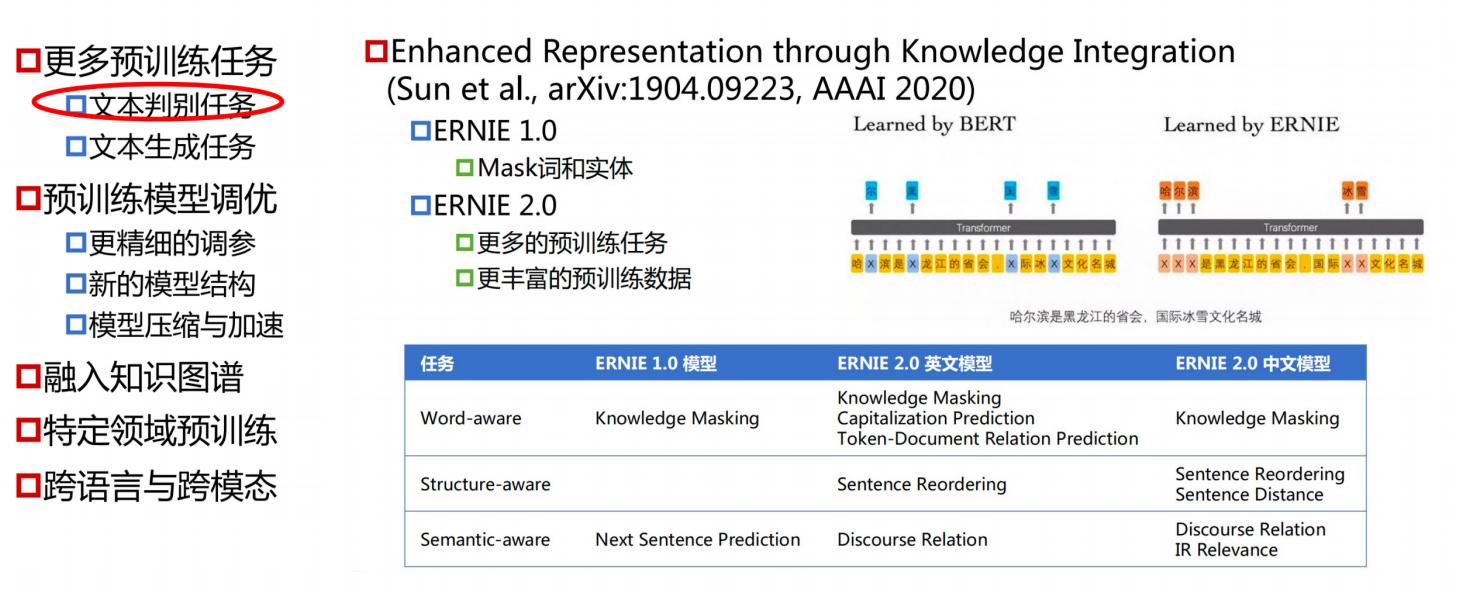 更多预训练任务
文本判别任务
文本生成任务
预训练模型调优
更精细的调参
新的模型结构
模型压缩与加速
融入知识图谱
特定领域预训练
跨语言与跨模态
Enhanced Representation through Knowledge Integration
(Sun et al., arXiv:1904.09223, AAAI 2020)
ERNIE 1.0
Mask词和实体
ERNIE 2.0
更多的预训练任务
更丰富的预训练数据
Learned by BERT
尔 黑 国 雪
Transformer
哈 X 滨 是 X 龙 江 的 省 会 , X 际 冰 X 文 化 名 城
Learned by ERNIE
哈 尔 滨 冰 雪
Transformer
X X X 是 黑 龙 江 的 省 会 , 国 际 X X 文 化 名 城
哈尔滨是黑龙江的省会，国际冰雪文化名城
任务 ERNIE 1.0 模型 ERNIE 2.0 英文模型 ERNIE 2.0 中文模型
Word-aware Knowledge Masking Knowledge Masking
Capitalization Prediction
Token-Document Relation Prediction Knowledge Masking
Structure-aware Sentence Reordering Sentence Reordering
Sentence Distance
Semantic-aware Next Sentence Prediction Discourse Relation Discourse Relation
IR Relevance